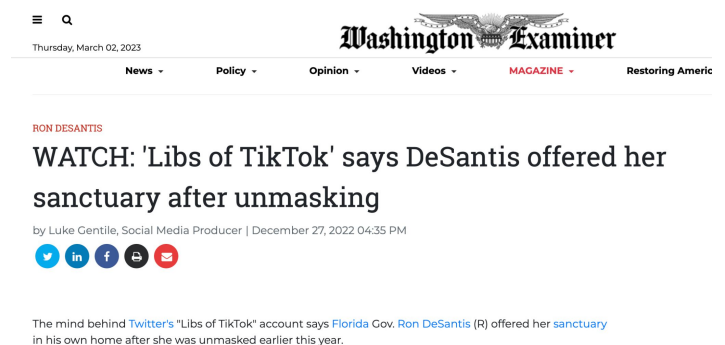 Thursday, March 02, 2023
Washington Examiner
News Policy Opinion Videos MAGAZINE Restoring Americ
RON DESANTIS
WATCH: 'Libs of TikTok' says DeSantis offered her
sanctuary after unmasking
by Luke Gentile, Social Media Producer | December 27, 2022 04:35 PM
in f
The mind behind Twitter's "Libs of TikTok" account says Florida Gov. Ron DeSantis (R) offered her sanctuary
in his own home after she was unmasked earlier this year.